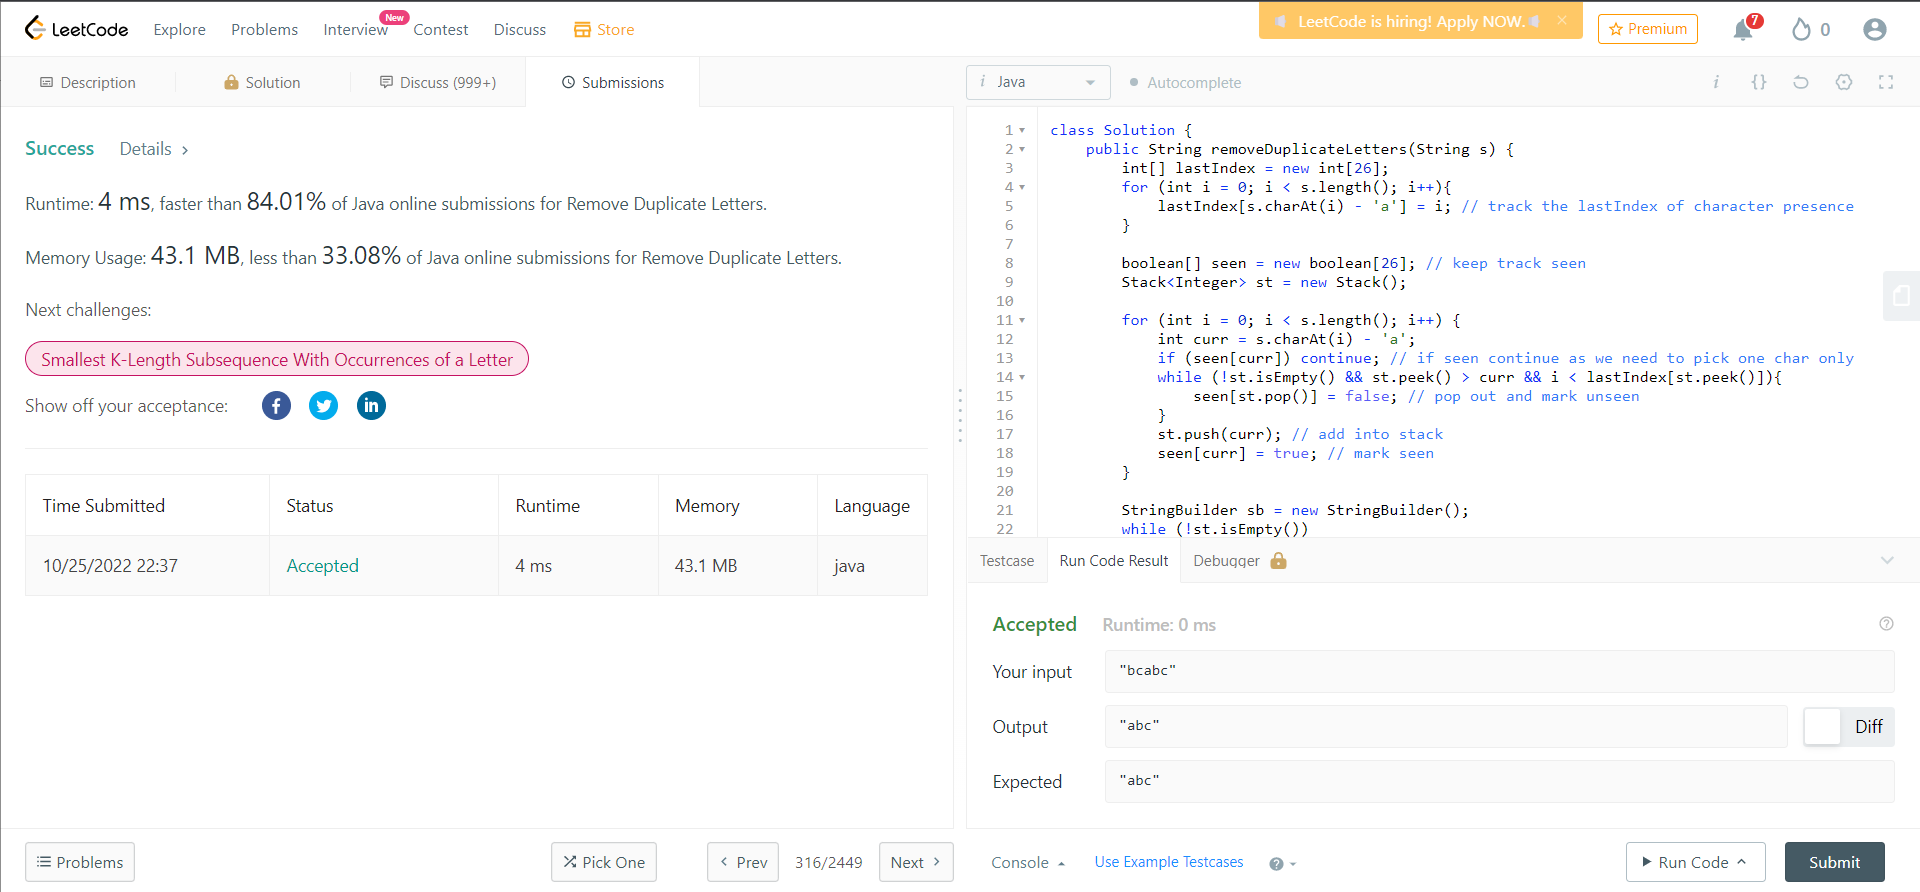 LeetCode
Explore
Problems
Interview
New
Contest
Discuss
Store
LeetCode is hiring! Apply NOW.
Premium
7
0
Description
Solution
Discuss (999+)
Submissions
i Java
Autocomplete
i
{}
Success
Details
Runtime: 4 ms, faster than 84.01% of Java online submissions for Remove Duplicate Letters.
Memory Usage: 43.1 MB, less than 33.08% of Java online submissions for Remove Duplicate Letters.
Next challenges:
Smallest K-Length Subsequence With Occurrences of a Letter
Show off your acceptance:
Time Submitted Status Runtime Memory Language
10/25/2022 22:37 Accepted 4 ms 43.1 MB java
1 class Solution {
2     public String removeDuplicateLetters(String s) {
3         int[] lastIndex = new int[26];
4         for (int i = 0; i < s.length(); i++){
5             lastIndex[s.charAt(i) - 'a'] = i; // track the lastIndex of character presence
6         }
7
8         boolean[] seen = new boolean[26]; // keep track seen
9         Stack<Integer> st = new Stack();
10
11         for (int i = 0; i < s.length(); i++) {
12             int curr = s.charAt(i) - 'a';
13             if (seen[curr]) continue; // if seen continue as we need to pick one char only
14             while (!st.isEmpty() && st.peek() > curr && i < lastIndex[st.peek()]){
15                 seen[st.pop()] = false; // pop out and mark unseen
16             }
17             st.push(curr); // add into stack
18             seen[curr] = true; // mark seen
19         }
20
21         StringBuilder sb = new StringBuilder();
22         while (!st.isEmpty())
Testcase
Run Code Result
Debugger
Accepted Runtime: 0 ms
Your input "bcabc"
Output "abc"
Diff
Expected "abc"
Problems
Pick One
Prev
316/2449
Next
Console
Use Example Testcases
Run Code
Submit